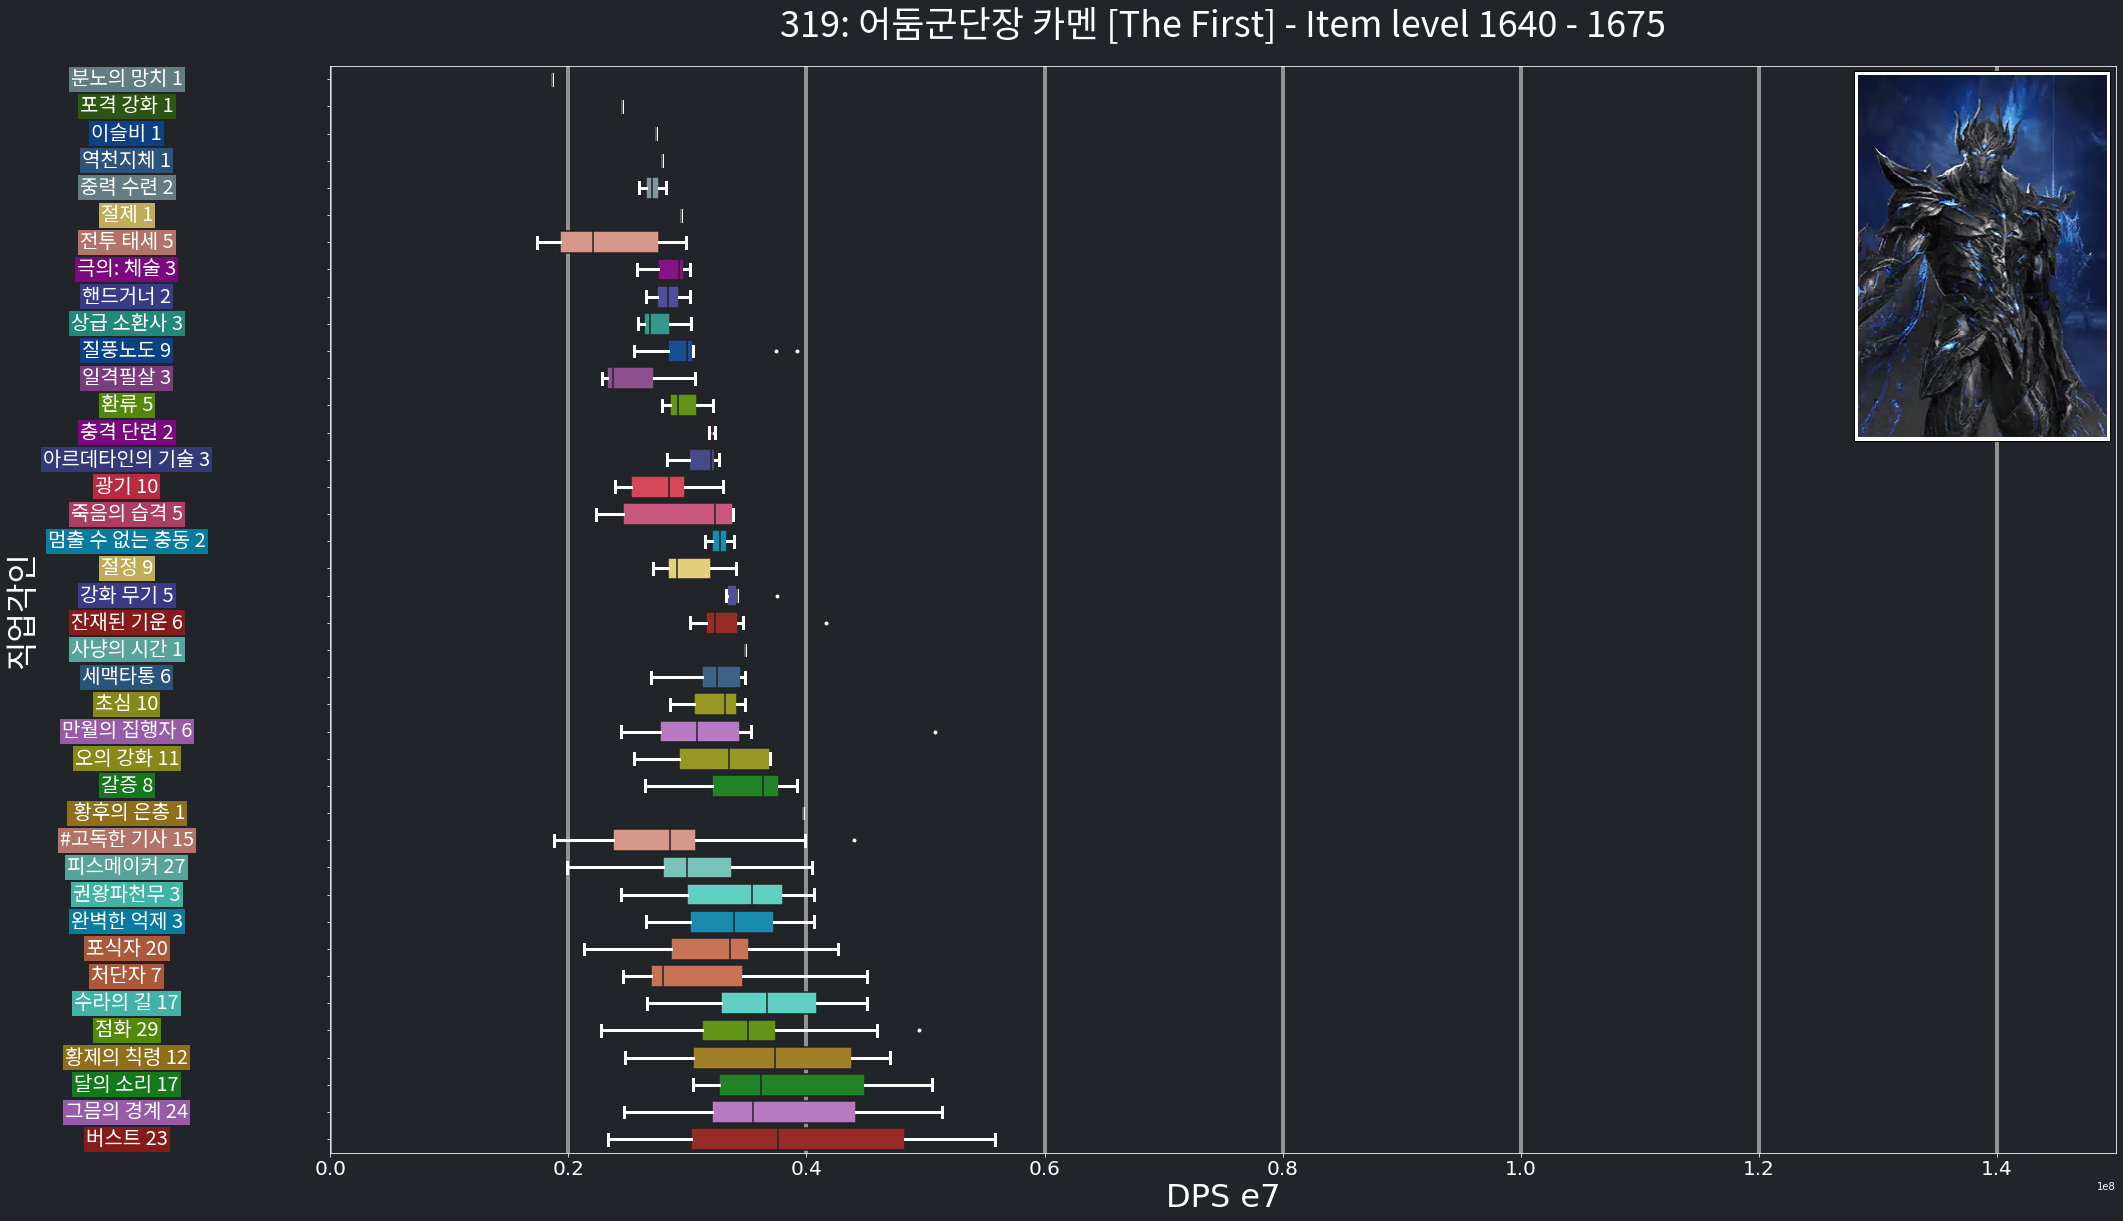 319: 어둠군단장 카멘 [The First] - Item level 1640 - 1675
직업각인
분노의 망치 1
포격 강화 1
이슬비 1
역천지체 1
중력 수련 2
절제 1
전투 태세 5
극의: 체술 3
핸드거너 2
상급 소환사 3
질풍노도 9
일격필살 3
환류 5
충격 단련 2
아르데타인의 기술 3
광기 10
죽음의 습격 5
멈출 수 없는 충동 2
절정 9
강화 무기 5
잔재된 기운 6
사냥의 시간 1
세맥타통 6
초심 10
만월의 집행자 6
오의 강화 11
갈증 8
황후의 은총 1
#고독한 기사 15
피스메이커 27
권왕파천무 3
완벽한 억제 3
포식자 20
처단자 7
수라의 길 17
점화 29
황제의 칙령 12
달의 소리 17
그믐의 경계 24
버스트 23
0.0 0.2 0.4 0.6 0.8 1.0 1.2 1.4
DPS e7
1e8